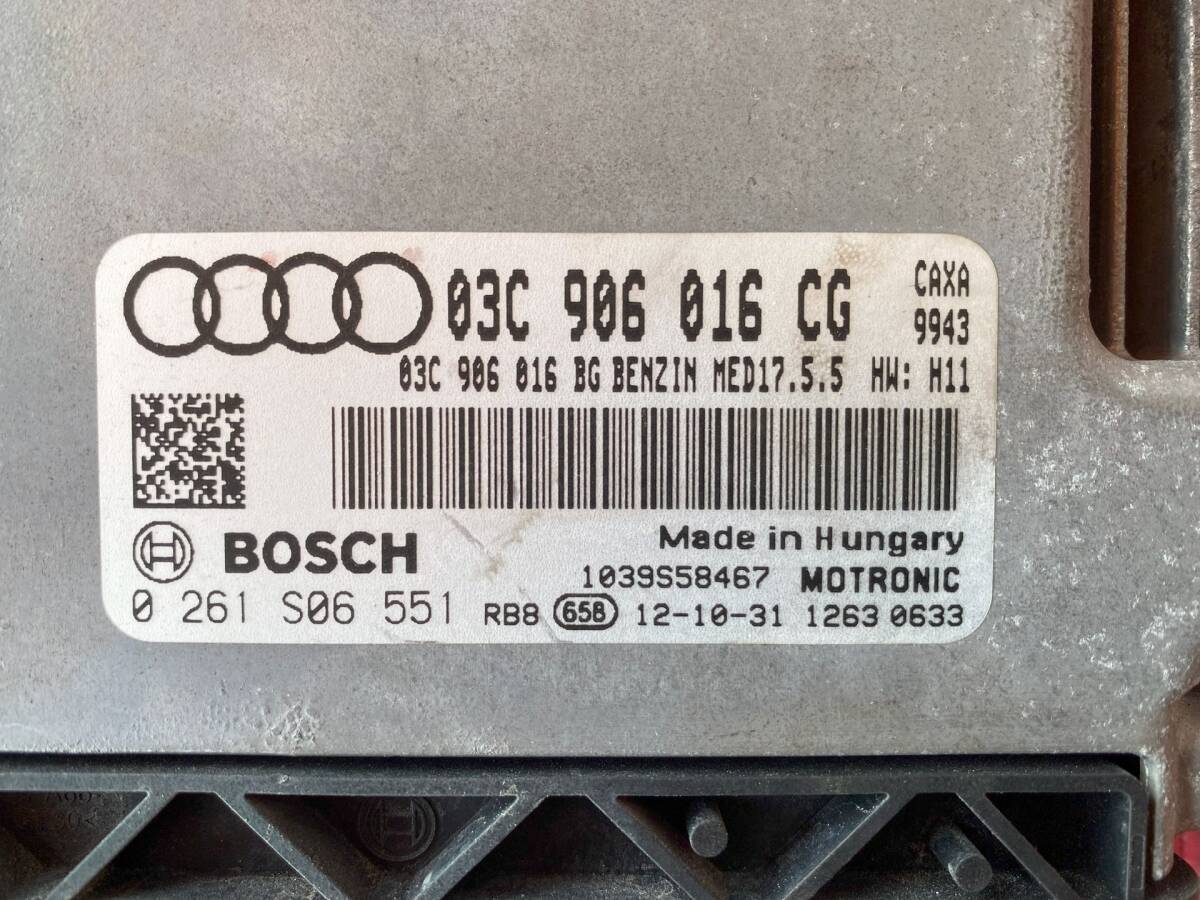 03C 906 016 CG
CAXA
9943
03C 906 016 BG BENZIN MED17.5.5 HW: H11
BOSCH
Made in Hungary
1039S58467 MOTRONIC
0 261 S06 551 RB8 658 12-10-31 1263 0633